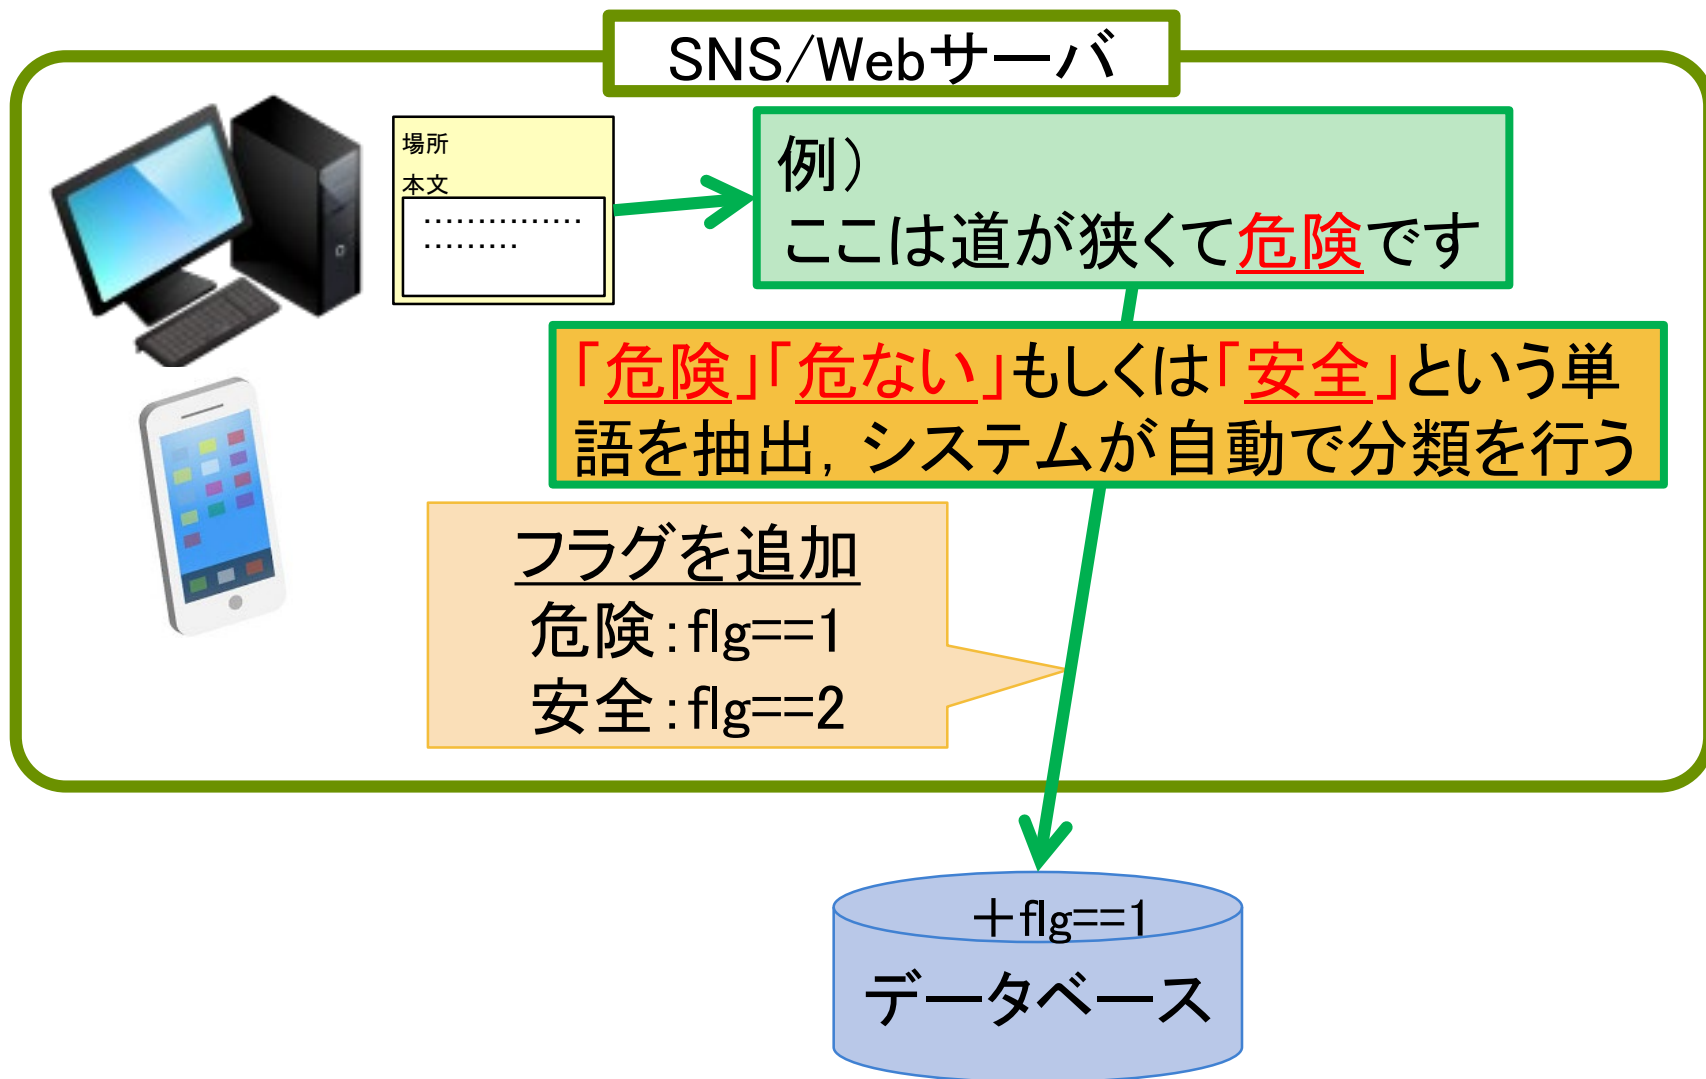 SNS/Webサーバ
場所
本文
‥‥‥‥‥‥‥
‥‥‥‥‥
例）
ここは道が狭くて危険です
「危険」「危ない」もしくは「安全」という単
語を抽出，システムが自動で分類を行う
フラグを追加
危険：flg==1
安全：flg==2
＋flg==1
データベース